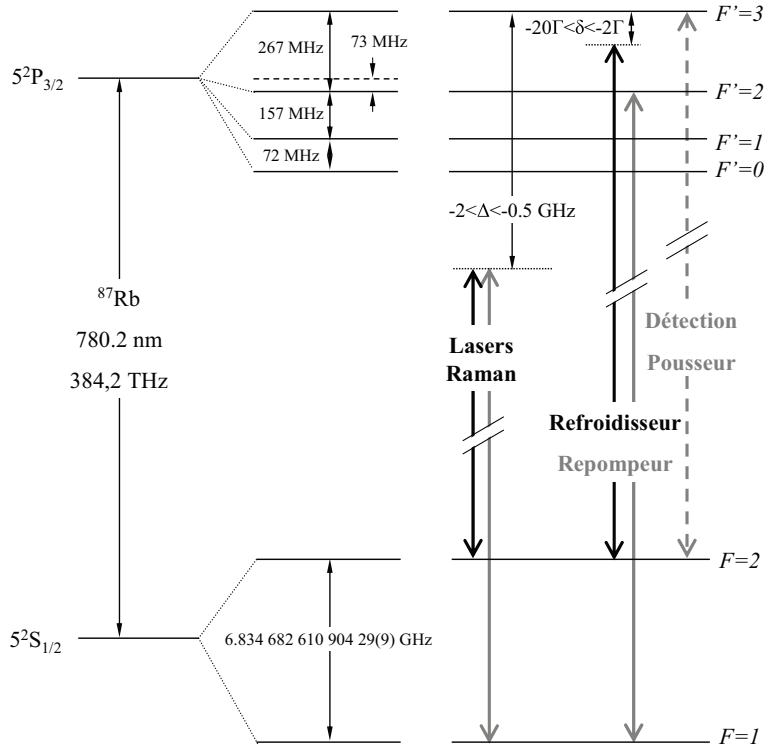 F'=3
-20Γ<δ<-2Γ
73 MHz
267 MHz
5²P₃/₂
F'=2
157 MHz
F'=1
72 MHz
F'=0
-2<Δ<-0.5 GHz
⁸⁷Rb
780.2 nm
384,2 THz
Lasers
Raman
Détection
Pousseur
Refroidisseur
Repompeur
F=2
5²S₁/₂
6.834 682 610 904 29(9) GHz
F=1